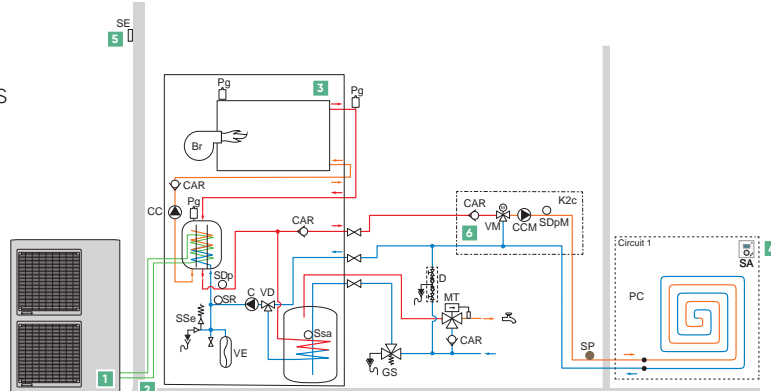 SE
5
S
3
Pg
Pg
Br
CAR
CC
Pg
CAR
CAR
K2c
VM
M
CCM
SDpM
6
Circuit 1
SA
PC
SDp
SR
C
VD
D
MT
SSe
Ssa
CAR
VE
GS
SP
1
2